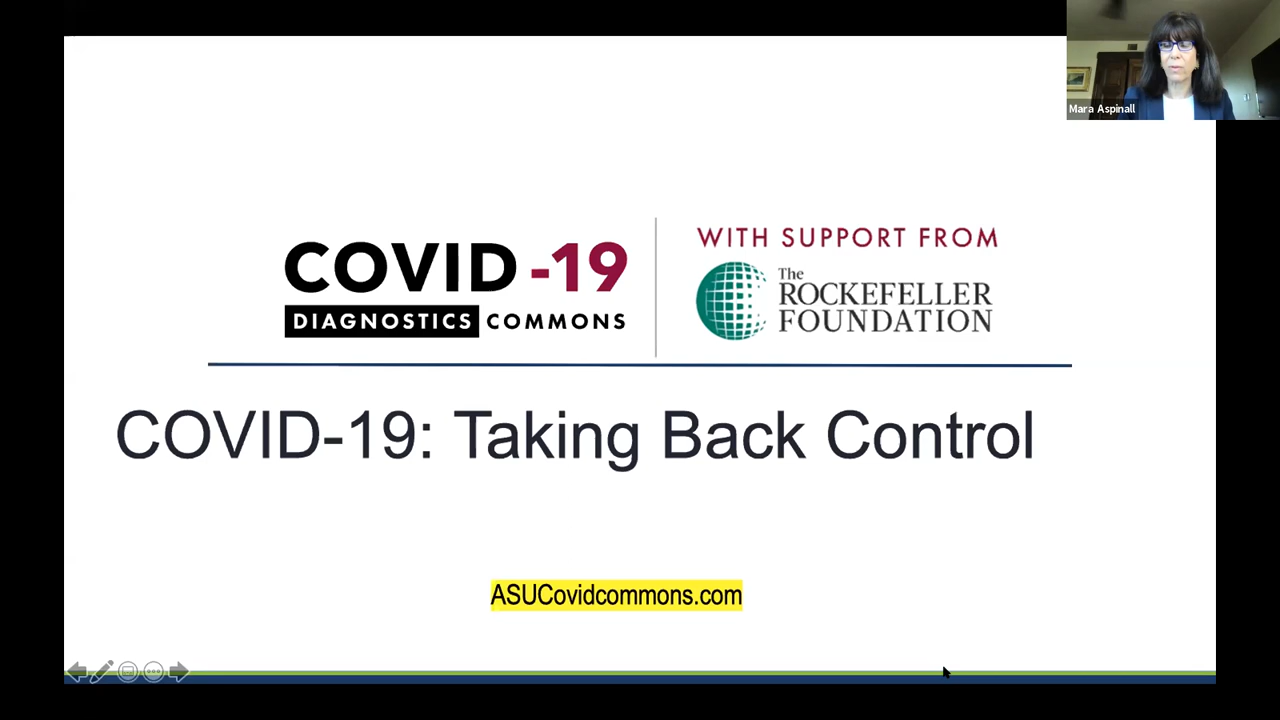 Mara Aspinall
COVID-19
DIAGNOSTICS COMMONS
WITH SUPPORT FROM
The
ROCKEFELLER
FOUNDATION
COVID-19: Taking Back Control
ASUCovidcommons.com